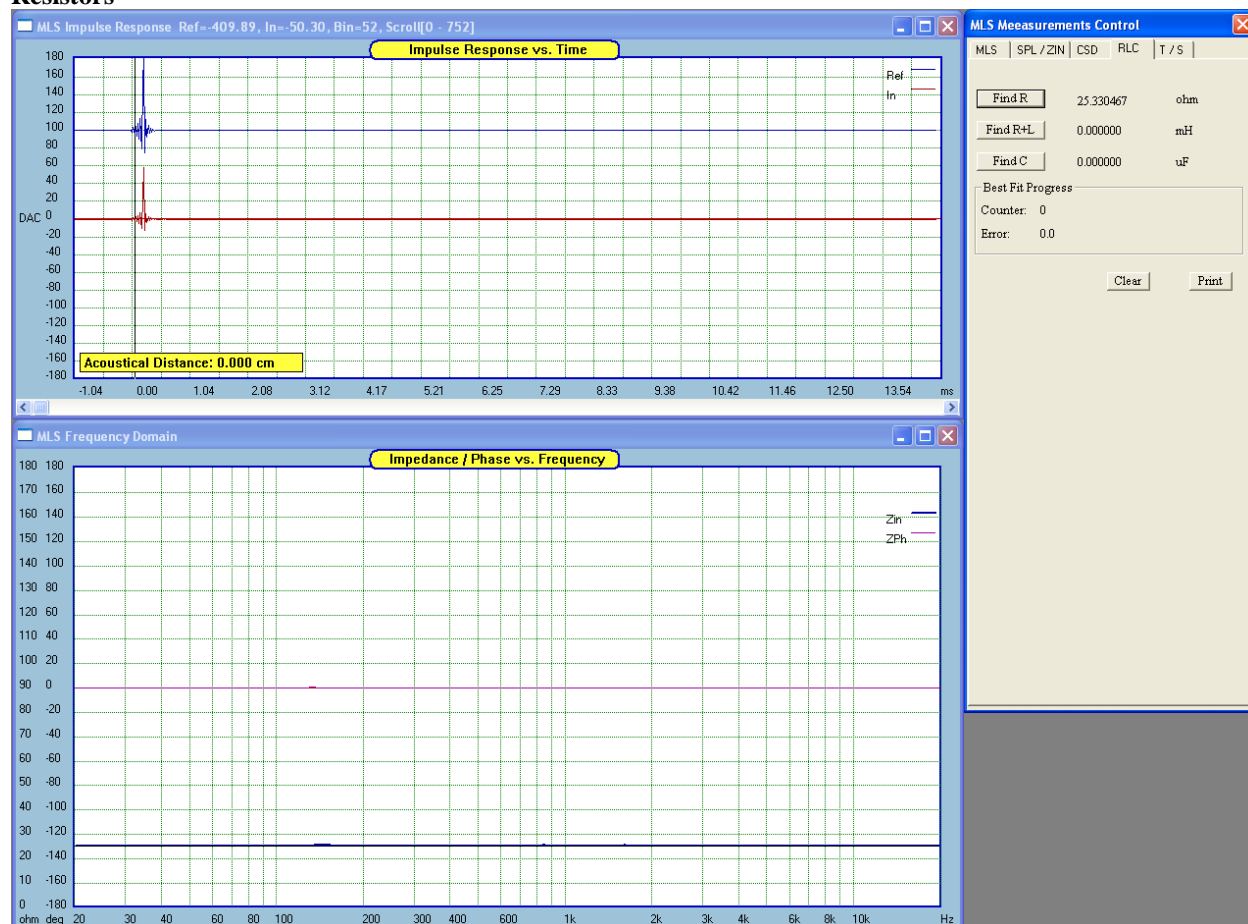 Resistors
MLS Impulse Response Ref=-409.89, In=-50.30, Bin=52, Scroll[0 - 752]
Impulse Response vs. Time
180
160
140
120
100
80
60
40
20
DAC 0
-20
-40
-60
-80
-100
-120
-140
-160
-180
Ref
In
Acoustical Distance: 0.000 cm
-1.04 0.00 1.04 2.08 3.12 4.17 5.21 6.25 7.29 8.33 9.38 10.42 11.46 12.50 13.54 ms
MLS Frequency Domain
Impedance / Phase vs. Frequency
180 180
170 160
160 140
150 120
140 100
130 80
120 60
110 40
100 20
90 0
80 -20
70 -40
60 -60
50 -80
40 -100
30 -120
20 -140
10 -160
0 -180
Zin
ZPh
ohm deg 20 30 40 60 80 100 200 300 400 600 1k 2k 3k 4k 6k 8k 10k Hz
MLS Meeasurements Control
MLS SPL / ZIN CSD RLC T / S
Find R 25.330467 ohm
Find R+L 0.000000 mH
Find C 0.000000 uF
Best Fit Progress
Counter: 0
Error: 0.0
Clear Print